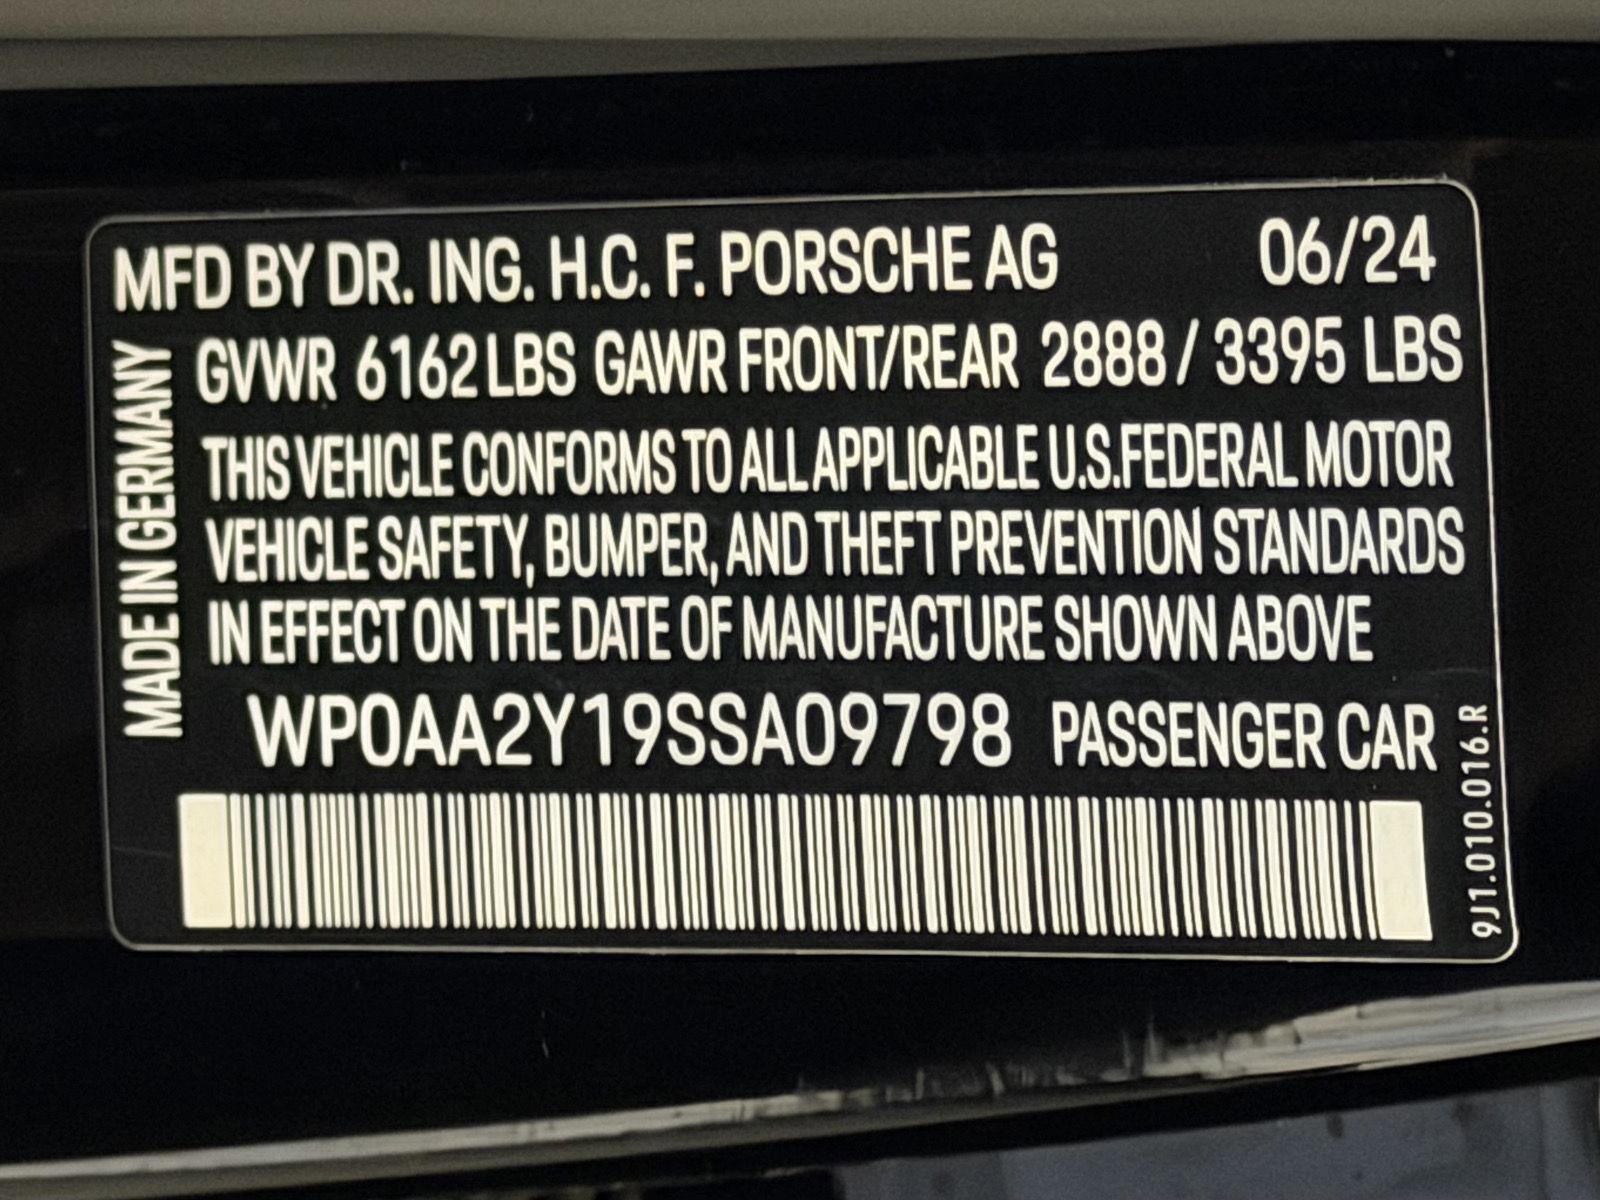 MFD BY DR. ING. H.C. F. PORSCHE AG 06/24
GVWR 6162 LBS GAWR FRONT/REAR 2888 / 3395 LBS
THIS VEHICLE CONFORMS TO ALL APPLICABLE U.S.FEDERAL MOTOR
VEHICLE SAFETY, BUMPER, AND THEFT PREVENTION STANDARDS
IN EFFECT ON THE DATE OF MANUFACTURE SHOWN ABOVE
WP0AA2Y19SSA09798 PASSENGER CAR
MADE IN GERMANY
9J1.010.016.R